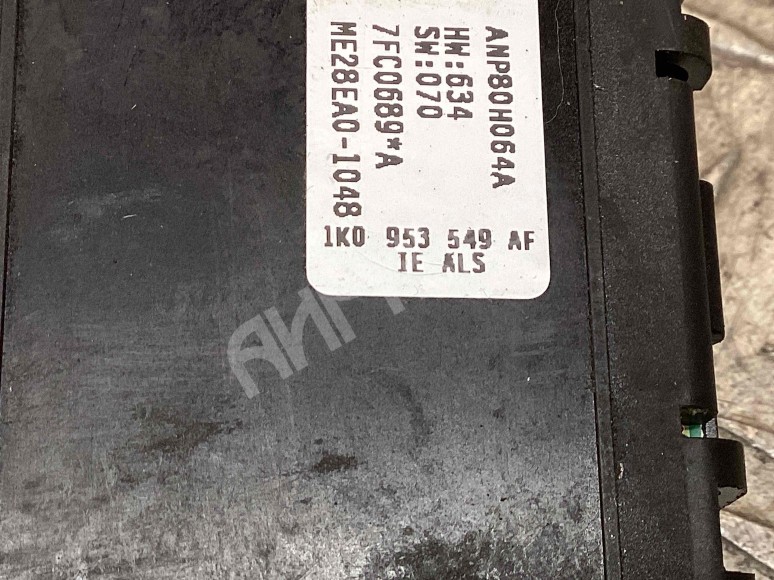 ANP80H064A
HW:634
SW:070
7FC0689*A
ME28EA0-1048
1K0 953 549 AF
IE ALS